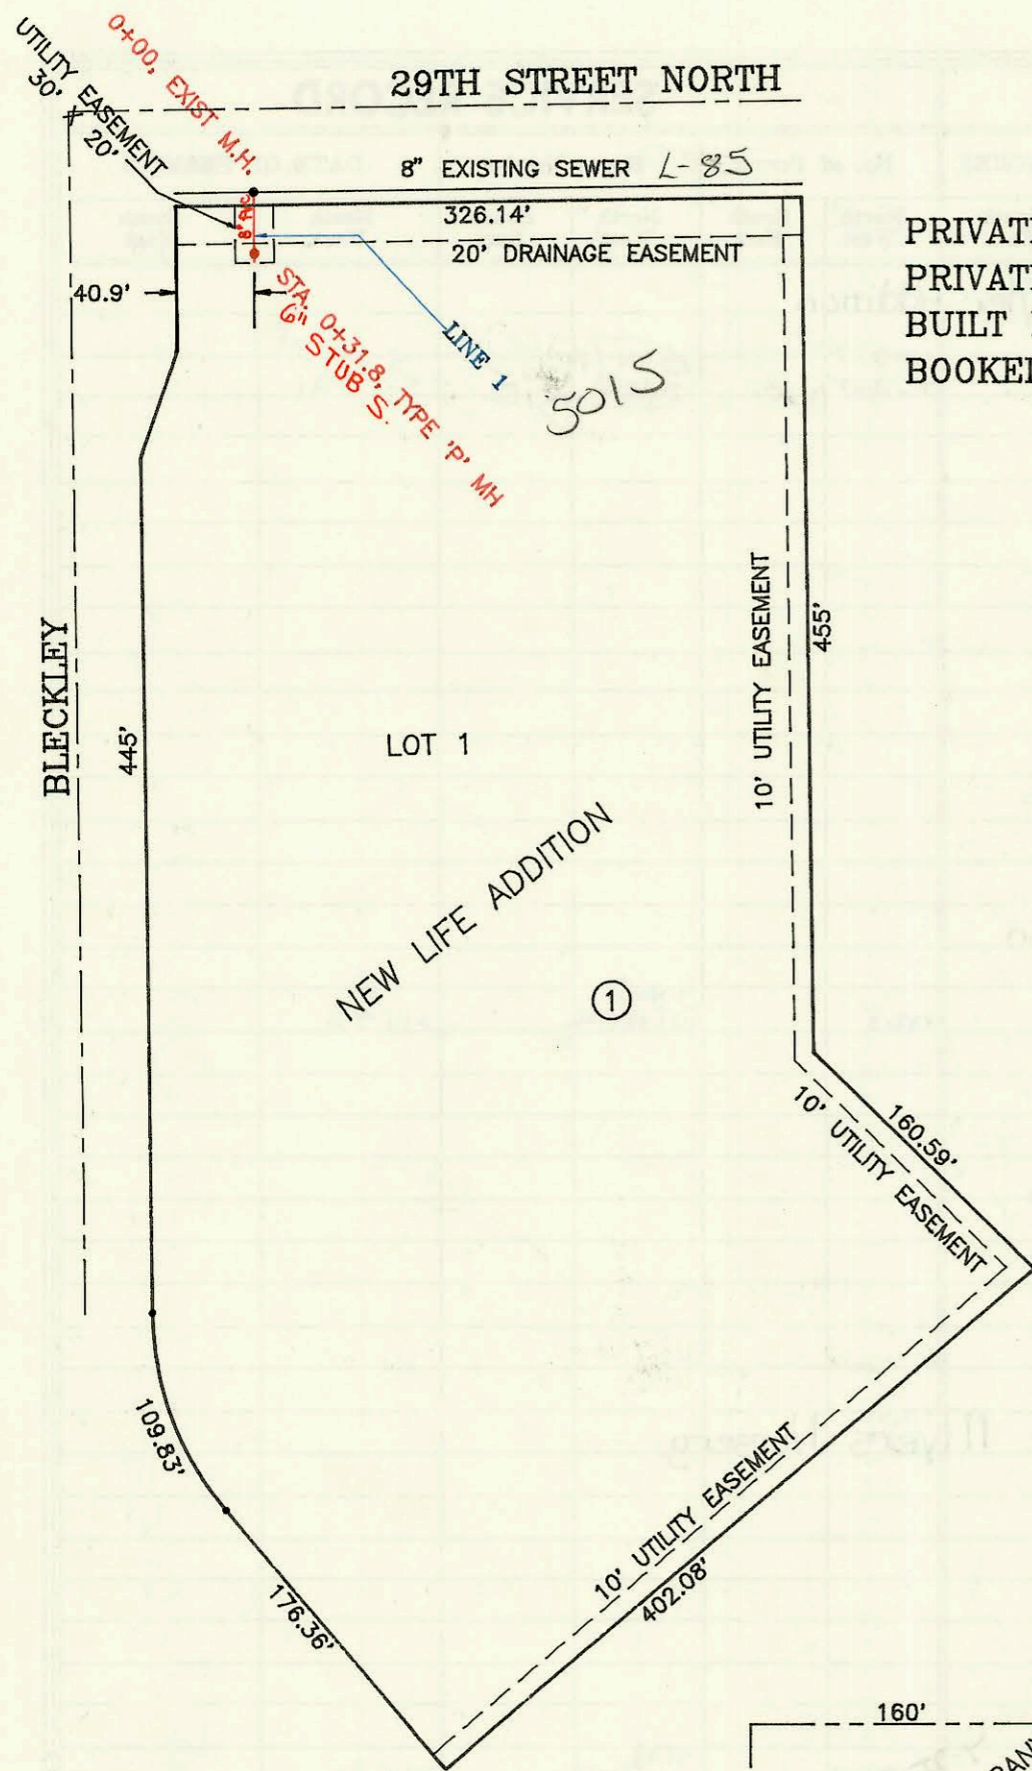 UTILITY EASEMENT
30' 20'
0+00, EXIST M.H.
29TH STREET NORTH
8" EXISTING SEWER L-85
326.14'
20' DRAINAGE EASEMENT
40.9'
STA. 0+31.8, TYPE 'P' MH
6" STUB S.
LINE 1
5015
PRIVATE
PRIVATE
BUILT
BOOKE
BLECKLEY
445'
10' UTILITY EASEMENT
455'
LOT 1
NEW LIFE ADDITION
1
10' UTILITY EASEMENT
160.59'
109.83'
176.36'
10' UTILITY EASEMENT
402.08'
160'